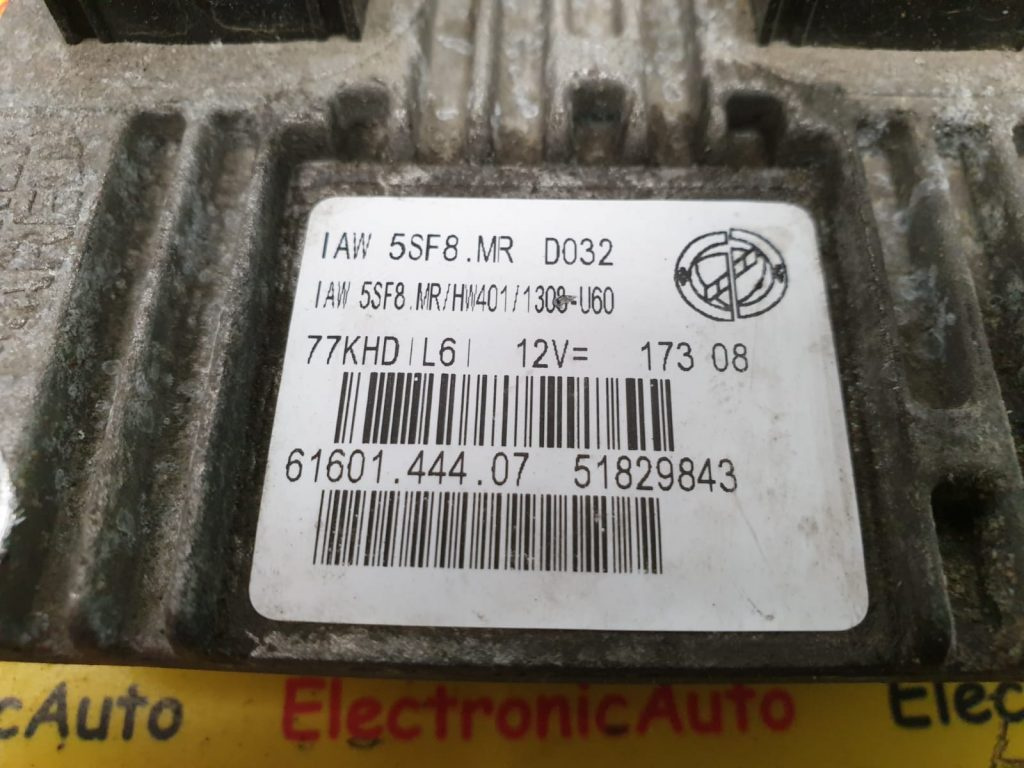 IAW 5SF8.MR D032
IAW 5SF8.MR/HW401/1308-U60
77KHD|L6| 12V= 173 08
61601.444.07 51829843
icAuto ElectronicAuto Elec